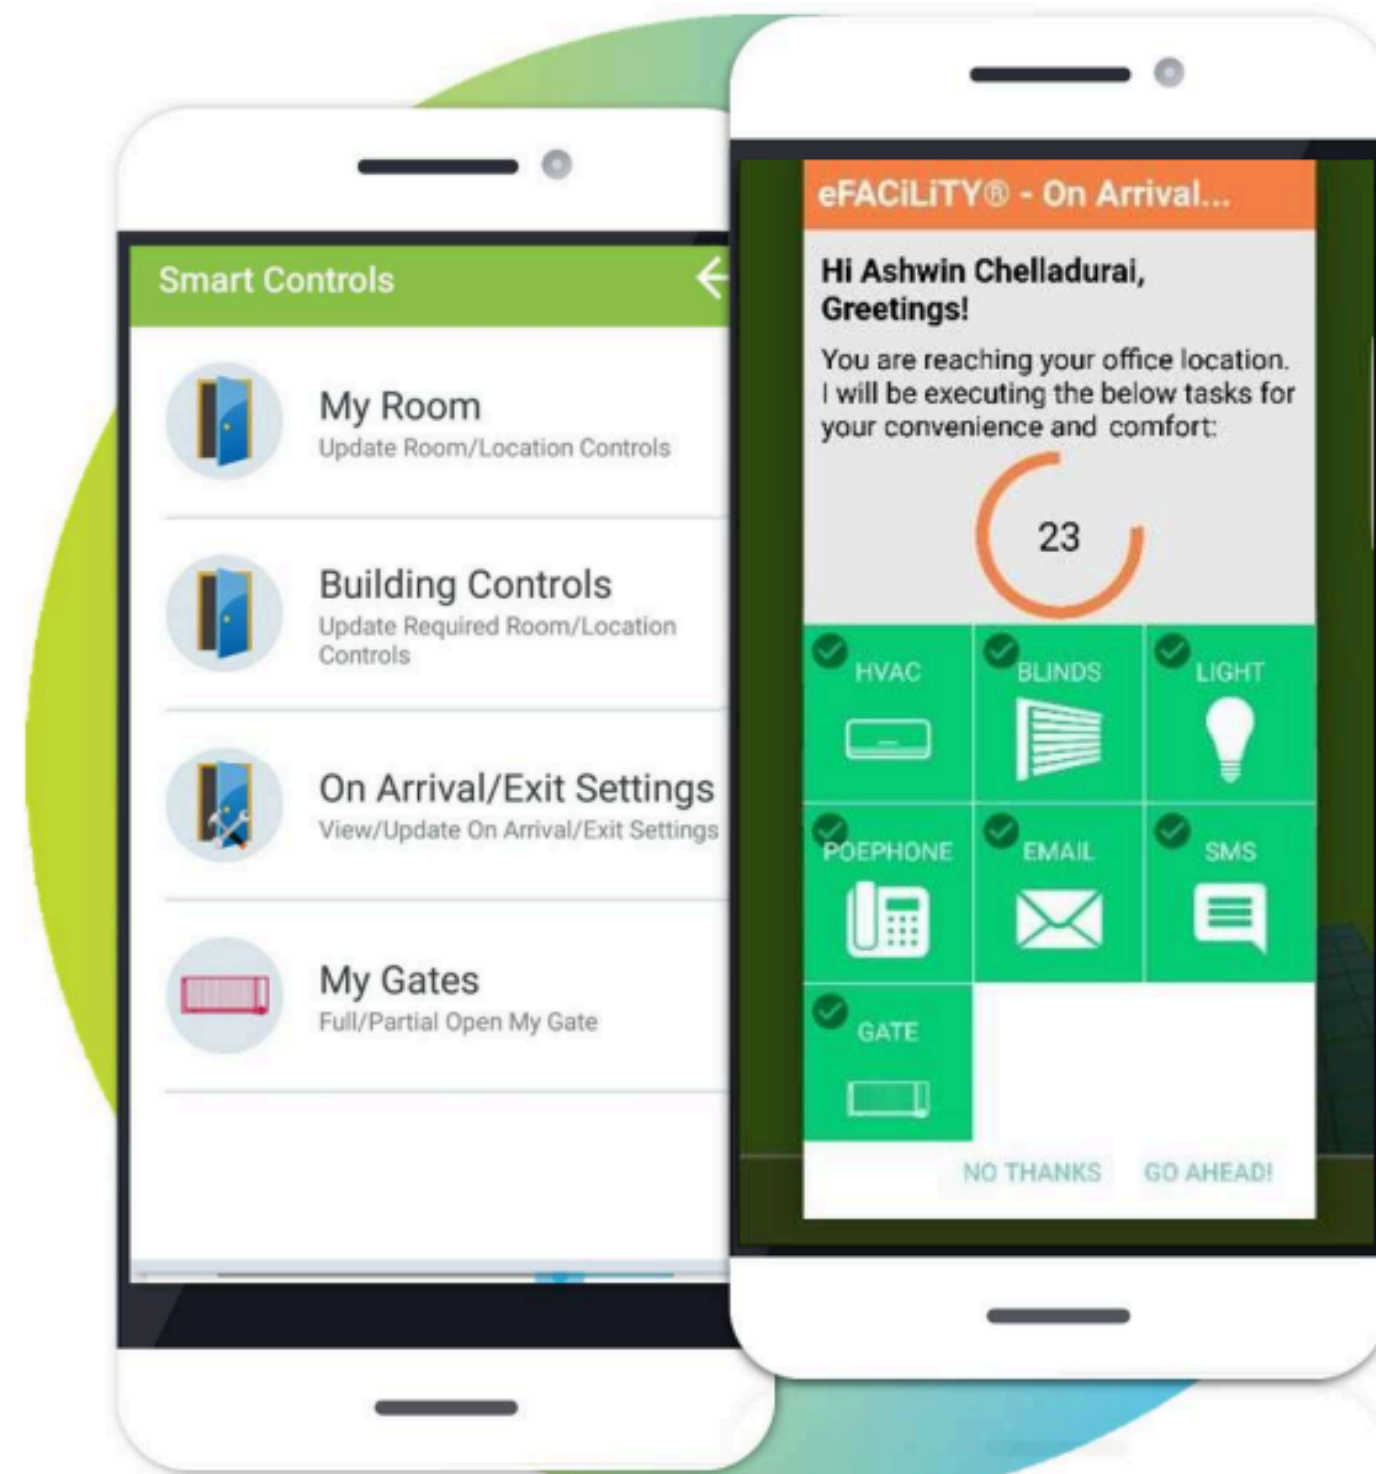 Smart Controls
My Room
Update Room/Location Controls
Building Controls
Update Required Room/Location
Controls
On Arrival/Exit Settings
View/Update On Arrival/Exit Settings
My Gates
Full/Partial Open My Gate
eFACiLiTY® - On Arrival...
Hi Ashwin Chelladurai,
Greetings!
You are reaching your office location.
I will be executing the below tasks for
your convenience and comfort:
23
HVAC
BLINDS
LIGHT
POEPHONE
EMAIL
SMS
GATE
NO THANKS
GO AHEAD!